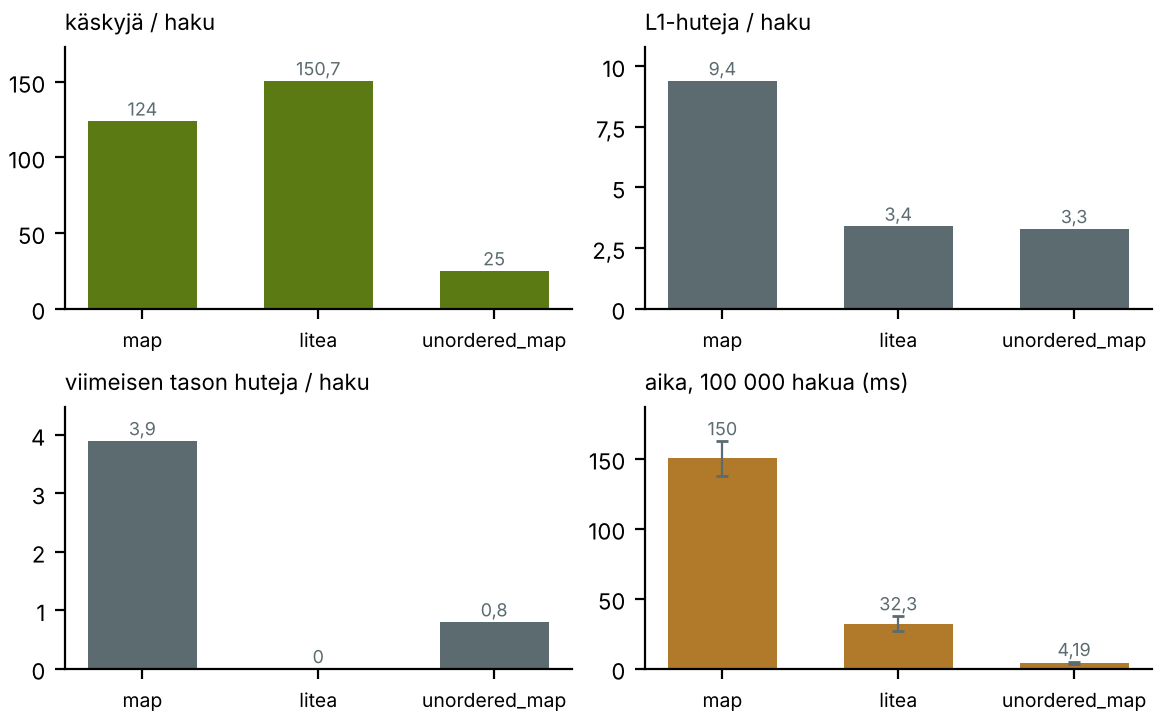 käskyjä / haku
150
100
50
0
124
150,7
25
map
litea
unordered_map
L1-huteja / haku
10
7,5
5
2,5
0
9,4
3,4
3,3
map
litea
unordered_map
viimeisen tason huteja / haku
4
3
2
1
0
3,9
0
0,8
map
litea
unordered_map
aika, 100 000 hakua (ms)
150
100
50
0
150
32,3
4,19
map
litea
unordered_map